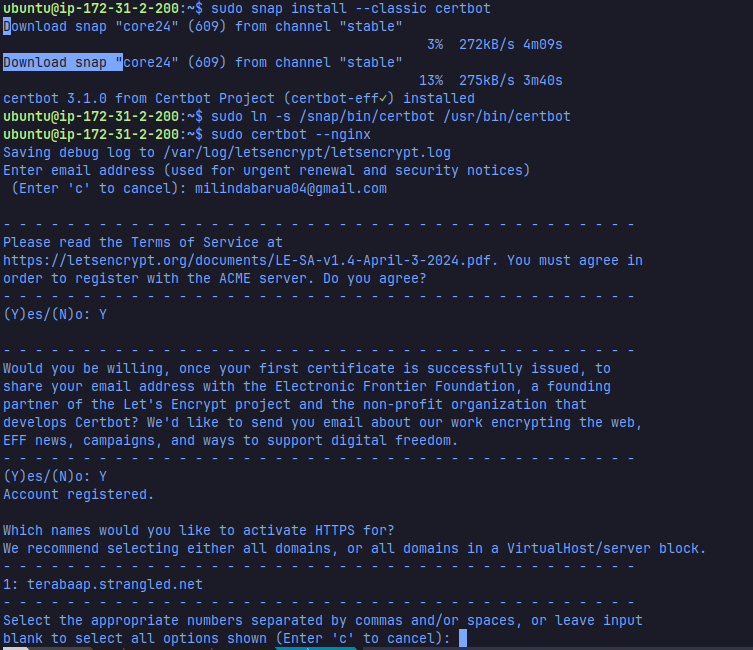 ubuntu@ip-172-31-2-200:~$ sudo snap install --classic certbot
Download snap "core24" (609) from channel "stable"
3% 272kB/s 4m09s
Download snap "core24" (609) from channel "stable"
13% 275kB/s 3m40s
certbot 3.1.0 from Certbot Project (certbot-eff✓) installed
ubuntu@ip-172-31-2-200:~$ sudo ln -s /snap/bin/certbot /usr/bin/certbot
ubuntu@ip-172-31-2-200:~$ sudo certbot --nginx
Saving debug log to /var/log/letsencrypt/letsencrypt.log
Enter email address (used for urgent renewal and security notices)
(Enter 'c' to cancel): milindabarua04@gmail.com
- - - - - - - - - - - - - - - - - - - - - - - - - - - - - - - - - - - - - - - -
Please read the Terms of Service at
https://letsencrypt.org/documents/LE-SA-v1.4-April-3-2024.pdf. You must agree in
order to register with the ACME server. Do you agree?
- - - - - - - - - - - - - - - - - - - - - - - - - - - - - - - - - - - - - - - -
(Y)es/(N)o: Y
- - - - - - - - - - - - - - - - - - - - - - - - - - - - - - - - - - - - - - - -
Would you be willing, once your first certificate is successfully issued, to
share your email address with the Electronic Frontier Foundation, a founding
partner of the Let's Encrypt project and the non-profit organization that
develops Certbot? We'd like to send you email about our work encrypting the web,
EFF news, campaigns, and ways to support digital freedom.
- - - - - - - - - - - - - - - - - - - - - - - - - - - - - - - - - - - - - - - -
(Y)es/(N)o: Y
Account registered.
Which names would you like to activate HTTPS for?
We recommend selecting either all domains, or all domains in a VirtualHost/server block.
- - - - - - - - - - - - - - - - - - - - - - - - - - - - - - - - - - - - - - - -
1: terabaap.strangled.net
- - - - - - - - - - - - - - - - - - - - - - - - - - - - - - - - - - - - - - - -
Select the appropriate numbers separated by commas and/or spaces, or leave input
blank to select all options shown (Enter 'c' to cancel):